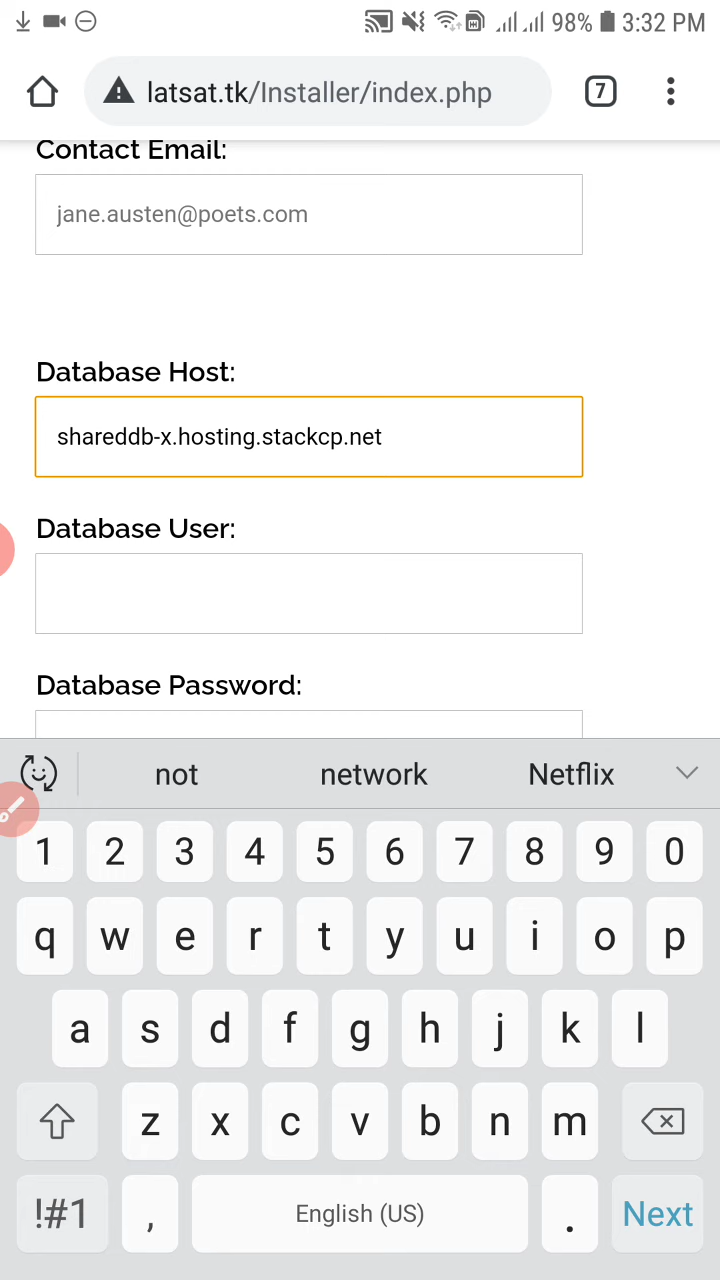 98% 3:32 PM
latsat.tk/Installer/index.php
7
Contact Email:
jane.austen@poets.com
Database Host:
shareddb-x.hosting.stackcp.net
Database User:
Database Password:
not network Netflix
1 2 3 4 5 6 7 8 9 0
q w e r t y u i o p
a s d f g h j k l
z x c v b n m
!#1 , English (US) . Next